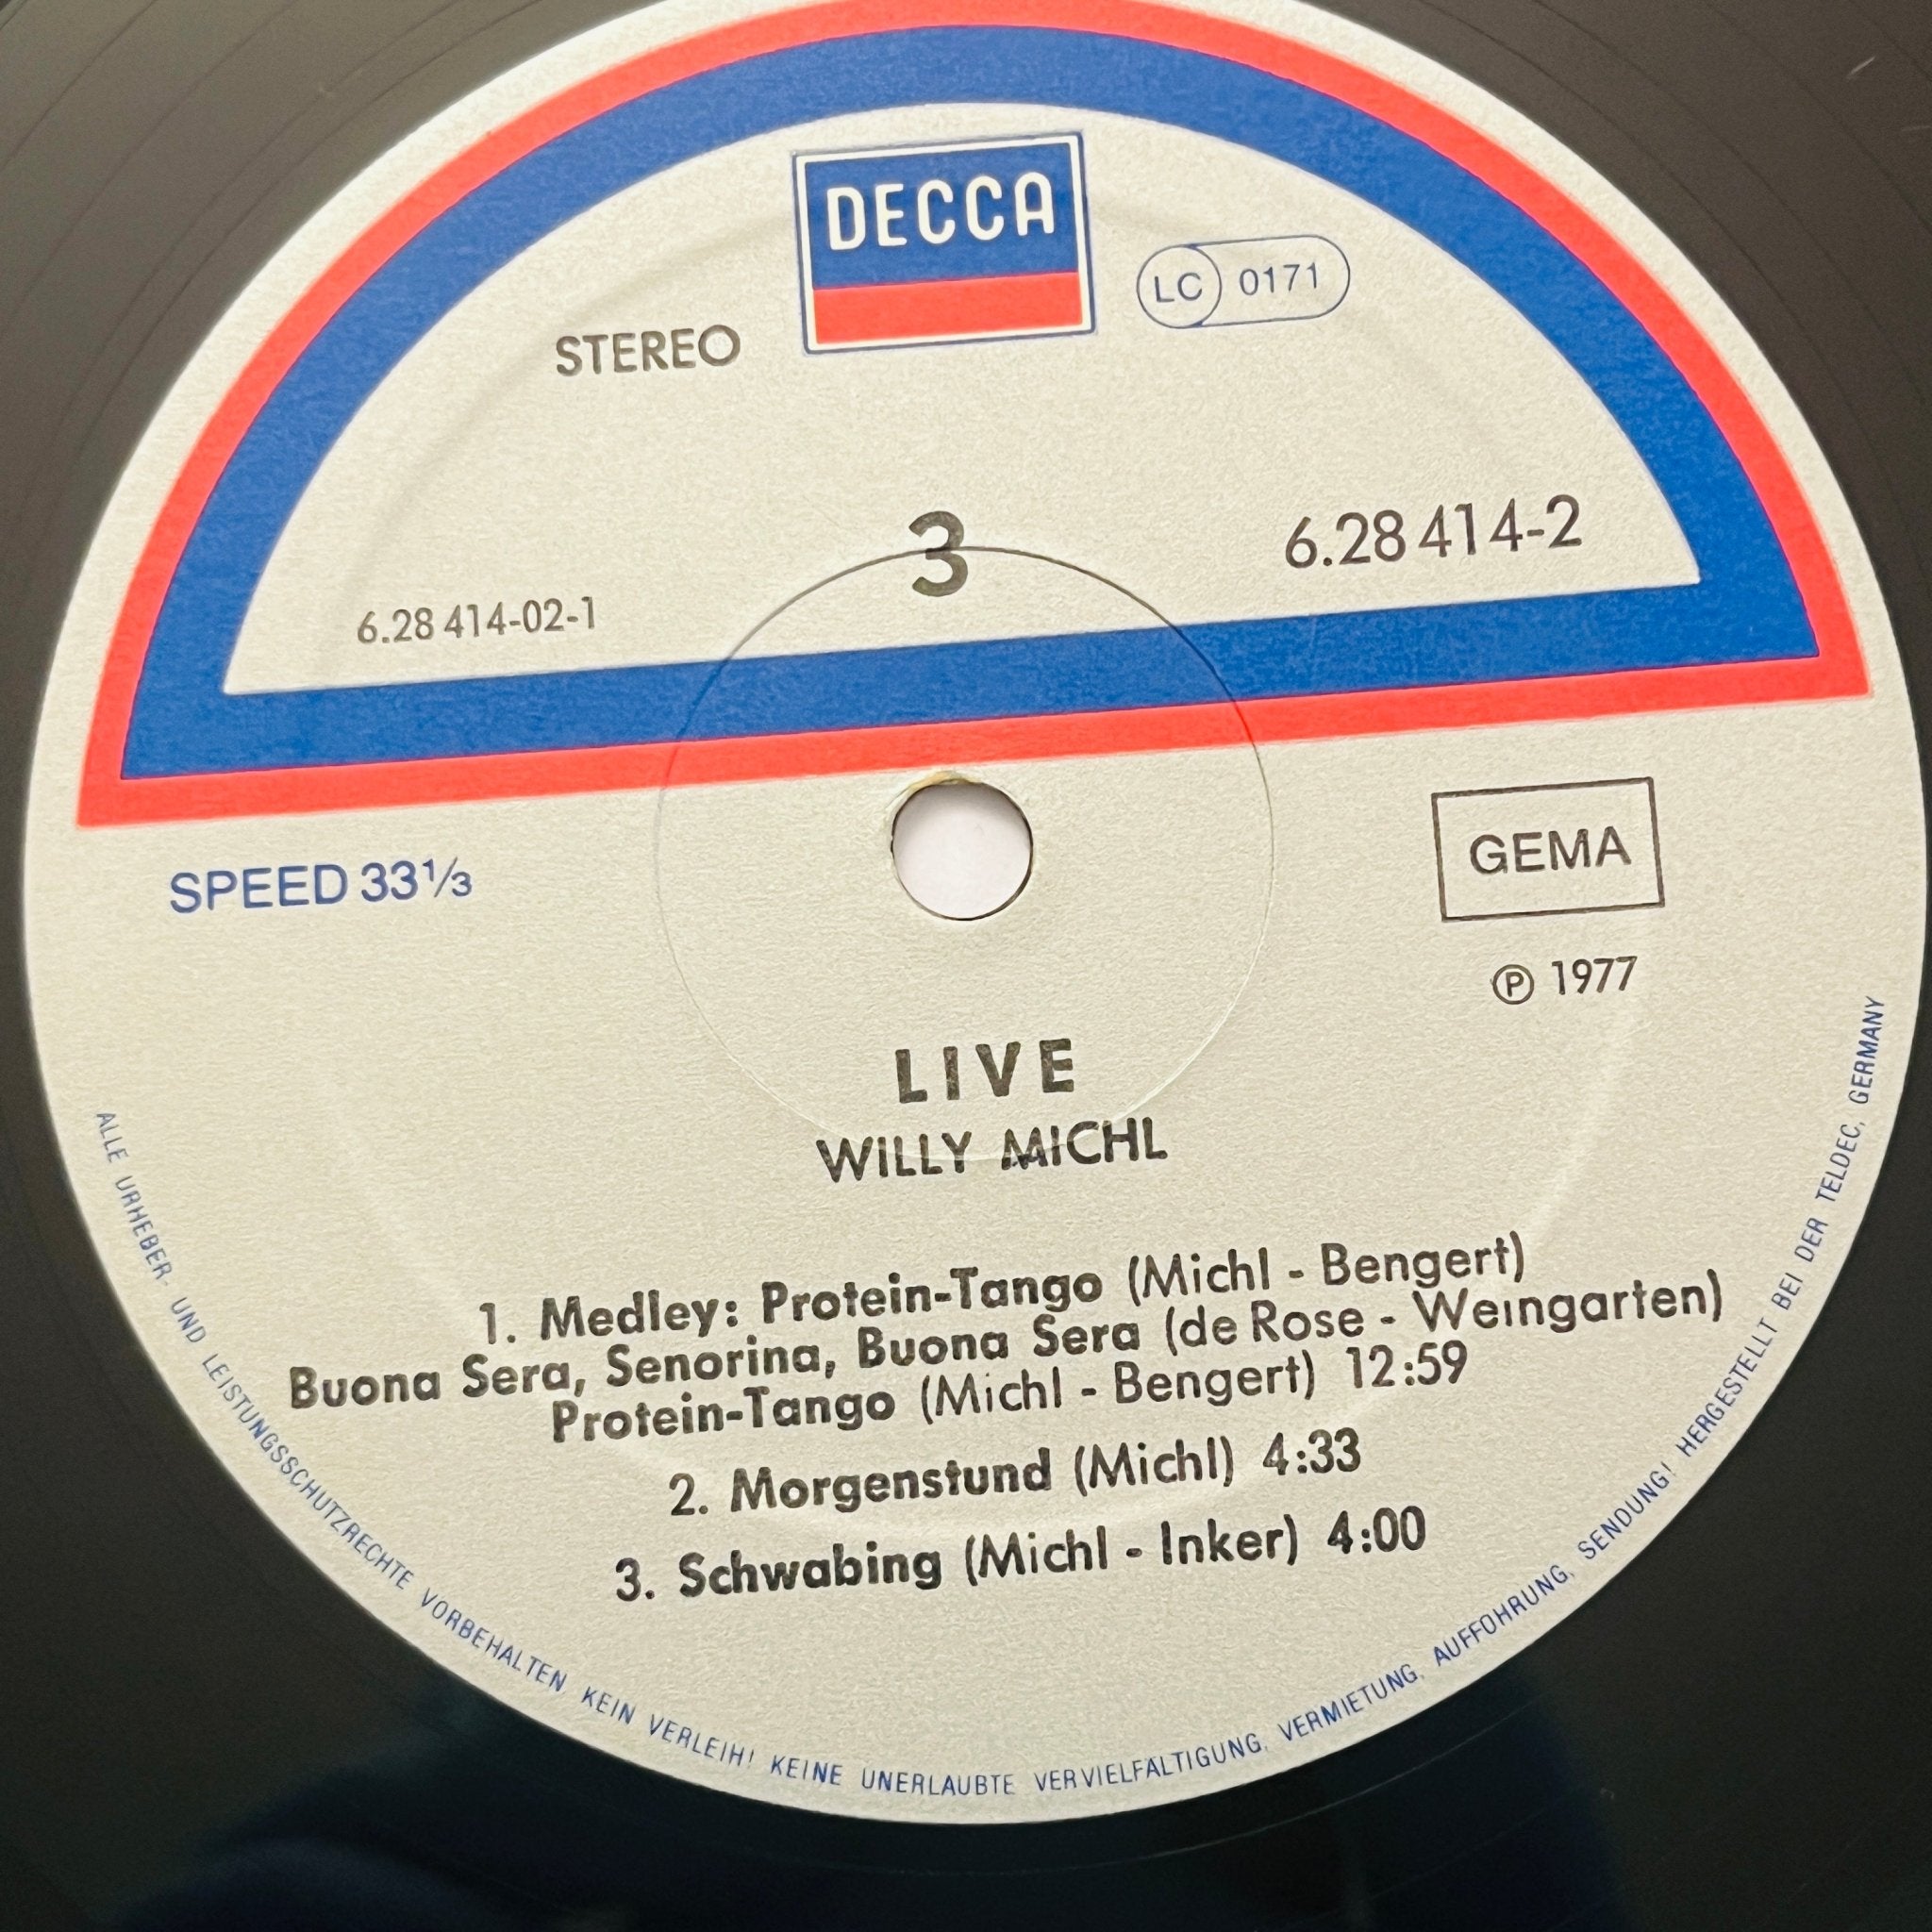 DECCA
LC 0171
STEREO
3
6.28 414-2
6.28 414-02-1
SPEED 33⅓
GEMA
℗ 1977
LIVE
WILLY MICHL
1. Medley: Protein-Tango (Michl - Bengert)
Buona Sera, Senorina, Buona Sera (de Rose - Weingarten)
Protein-Tango (Michl - Bengert) 12:59
2. Morgenstund (Michl) 4:33
3. Schwabing (Michl - Inker) 4:00
ALLE URHEBER- UND LEISTUNGSSCHUTZRECHTE VORBEHALTEN KEIN VERLEIH! KEINE UNERLAUBTE VERVIELFÄLTIGUNG, VERMIETUNG, AUFFÜHRUNG, SENDUNG! HERGESTELLT BEI DER TELDEC, GERMANY